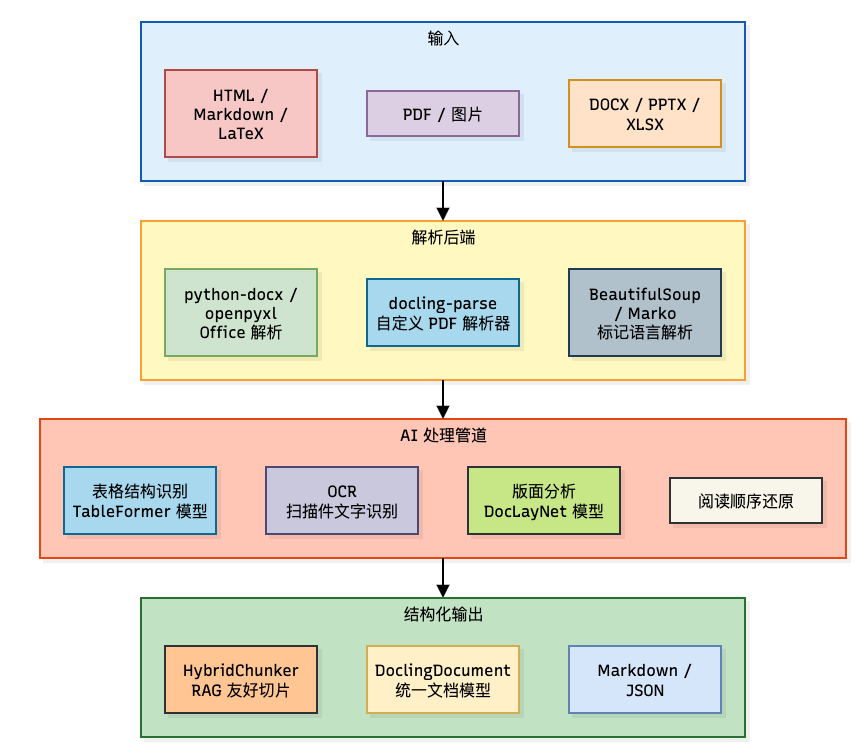 输入
HTML /
Markdown /
LaTeX
PDF / 图片
DOCX / PPTX /
XLSX
解析后端
python-docx /
openpyxl
Office 解析
docling-parse
自定义 PDF 解析器
BeautifulSoup
/ Marko
标记语言解析
AI 处理管道
表格结构识别
TableFormer 模型
OCR
扫描件文字识别
版面分析
DocLayNet 模型
阅读顺序还原
结构化输出
HybridChunker
RAG 友好切片
DoclingDocument
统一文档模型
Markdown /
JSON